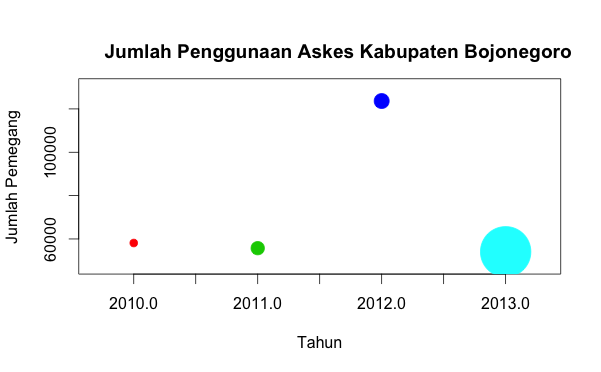 Jumlah Penggunaan Askes Kabupaten Bojonegoro
Jumlah Pemegang
100000
60000
2010.0 2011.0 2012.0 2013.0
Tahun